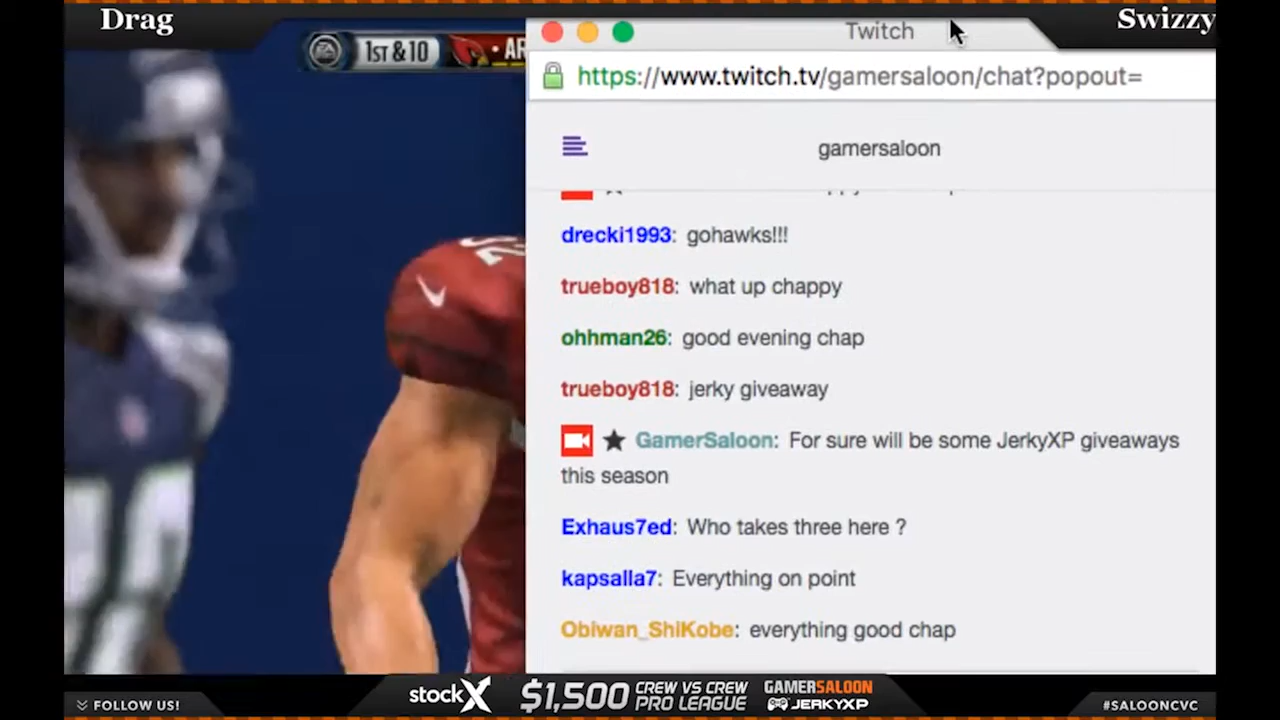 Drag
Swizzy
1ST & 10
AR
Twitch
https://www.twitch.tv/gamersaloon/chat?popout=
gamersaloon
drecki1993: gohawks!!!
trueboy818: what up chappy
ohhman26: good evening chap
trueboy818: jerky giveaway
GamerSaloon: For sure will be some JerkyXP giveaways
this season
Exhaus7ed: Who takes three here ?
kapsalla7: Everything on point
Obiwan_ShiKobe: everything good chap
FOLLOW US!
stockX
$1,500 CREW VS CREW
PRO LEAGUE
GAMERSALOON
JERKYXP
#SALOONCVC